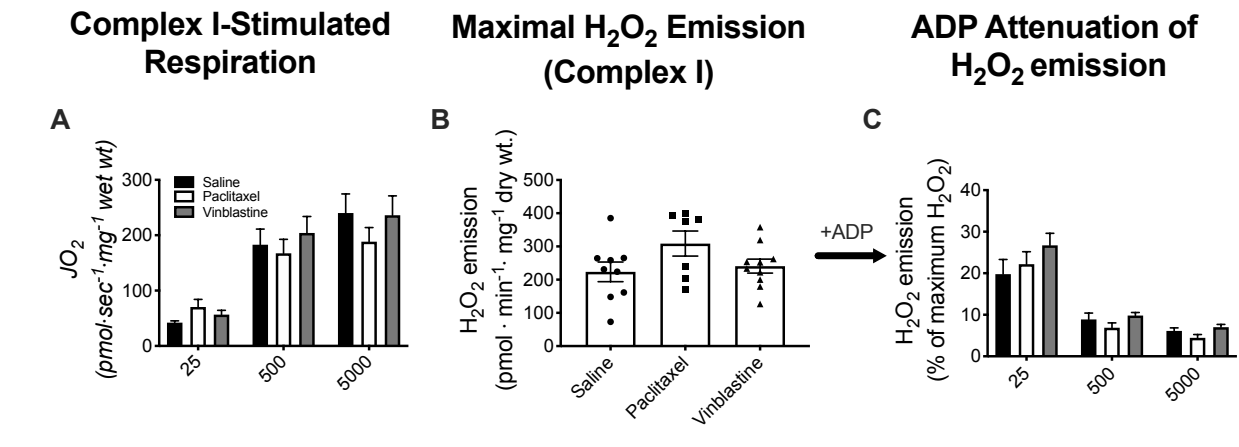 Complex I-Stimulated
Respiration
Maximal H₂O₂ Emission
(Complex I)
ADP Attenuation of
H₂O₂ emission
A
JO₂
(pmol·sec⁻¹·mg⁻¹ wet wt)
300
200
100
0
Saline
Paclitaxel
Vinblastine
25
500
5000
B
H₂O₂ emission
(pmol · min⁻¹· mg⁻¹ dry wt.)
500
400
300
200
100
0
Saline
Paclitaxel
Vinblastine
+ADP
C
H₂O₂ emission
(% of maximum H₂O₂)
40
30
20
10
0
25
500
5000